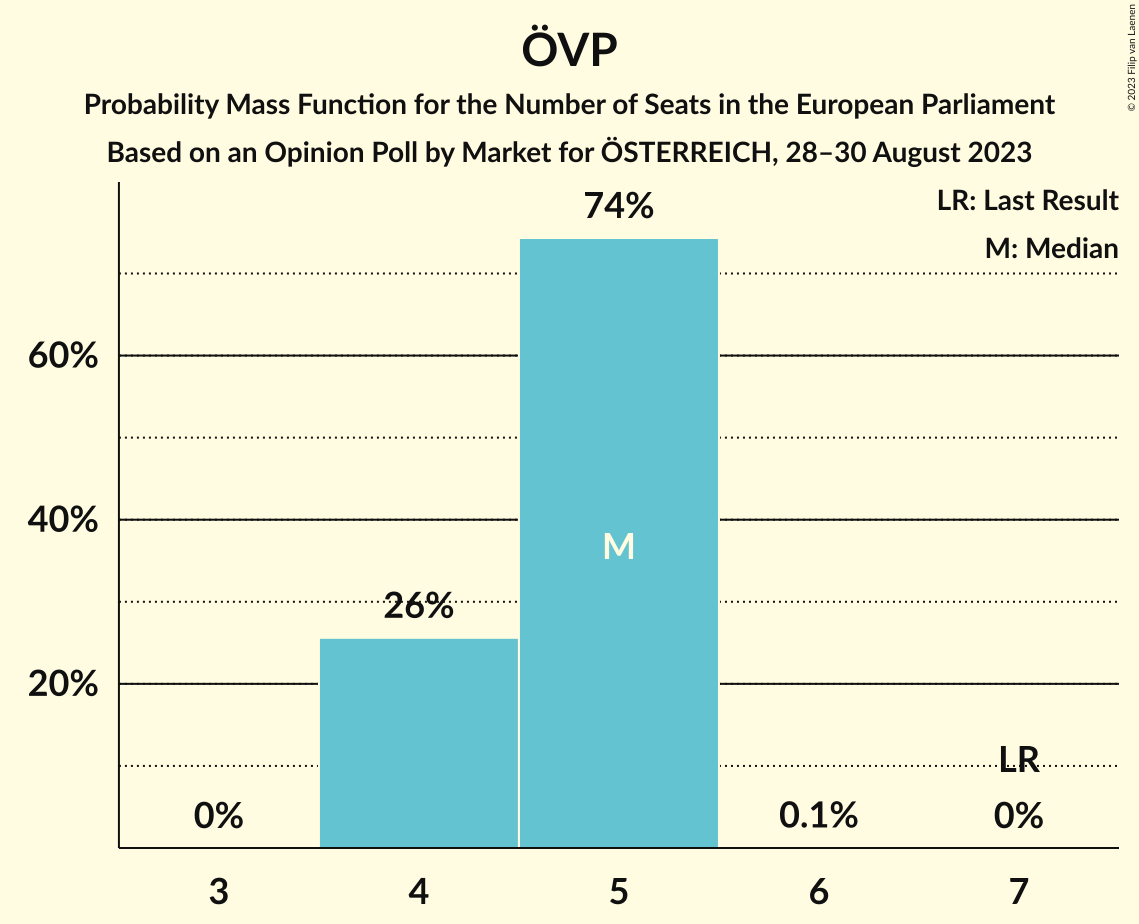 ÖVP
Probability Mass Function for the Number of Seats in the European Parliament
Based on an Opinion Poll by Market for ÖSTERREICH, 28–30 August 2023
© 2023 Filip van Laenen
LR: Last Result
M: Median
74%
60%
40%
M
26%
20%
LR
0%
0.1%
0%
3
4
5
6
7